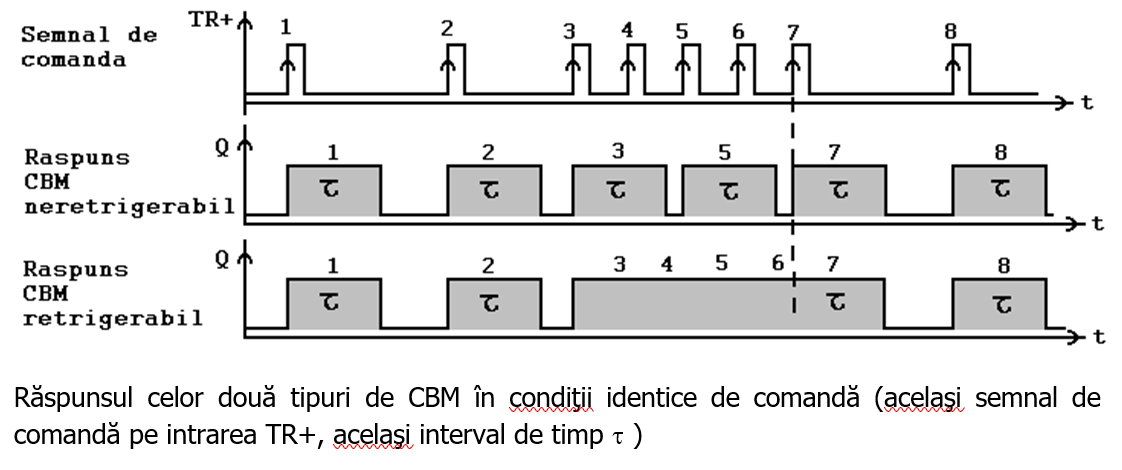 Semnal de
comanda
TR+
1 2 3 4 5 6 7 8
t
Raspuns
CBM
neretrigerabil
Q
1 2 3 5 7 8
τ τ τ τ τ τ
t
Raspuns
CBM
retrigerabil
Q
1 2 3 4 5 6 7 8
τ τ τ τ
t
Răspunsul celor două tipuri de CBM în condiţii identice de comandă (acelaşi semnal de
comandă pe intrarea TR+, acelaşi interval de timp τ )